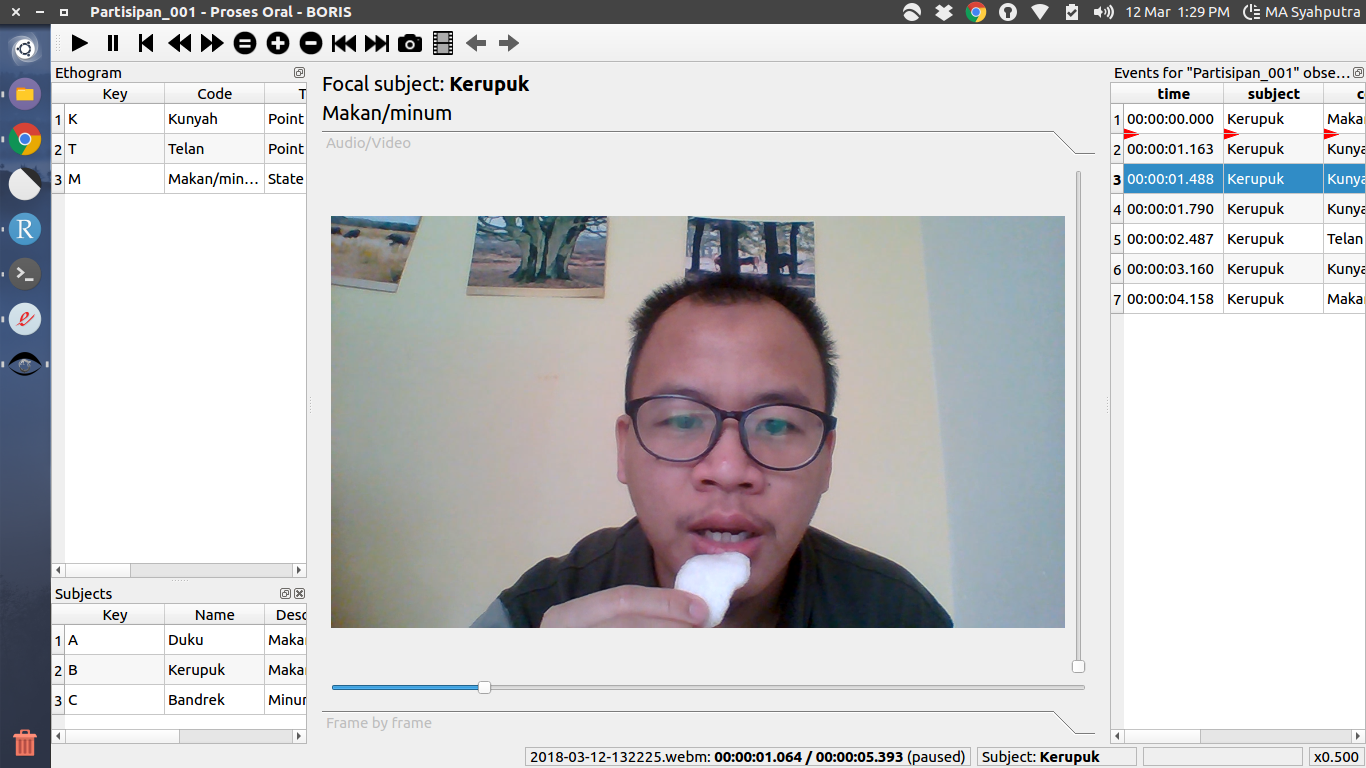 Partisipan_001 - Proses Oral - BORIS
12 Mar 1:29 PM MA Syahputra
Ethogram
Key Code T
1 K Kunyah Point
2 T Telan Point
3 M Makan/min... State
Subjects
Key Name Desc
1 A Duku Maka
2 B Kerupuk Maka
3 C Bandrek Minur
Focal subject: Kerupuk
Makan/minum
Audio/Video
Frame by frame
Events for "Partisipan_001" obse...
time subject c
1 00:00:00.000 Kerupuk Maka
2 00:00:01.163 Kerupuk Kunya
3 00:00:01.488 Kerupuk Kunya
4 00:00:01.790 Kerupuk Kunya
5 00:00:02.487 Kerupuk Telan
6 00:00:03.160 Kerupuk Kunya
7 00:00:04.158 Kerupuk Maka
2018-03-12-132225.webm: 00:00:01.064 / 00:00:05.393 (paused)
Subject: Kerupuk
x0.500